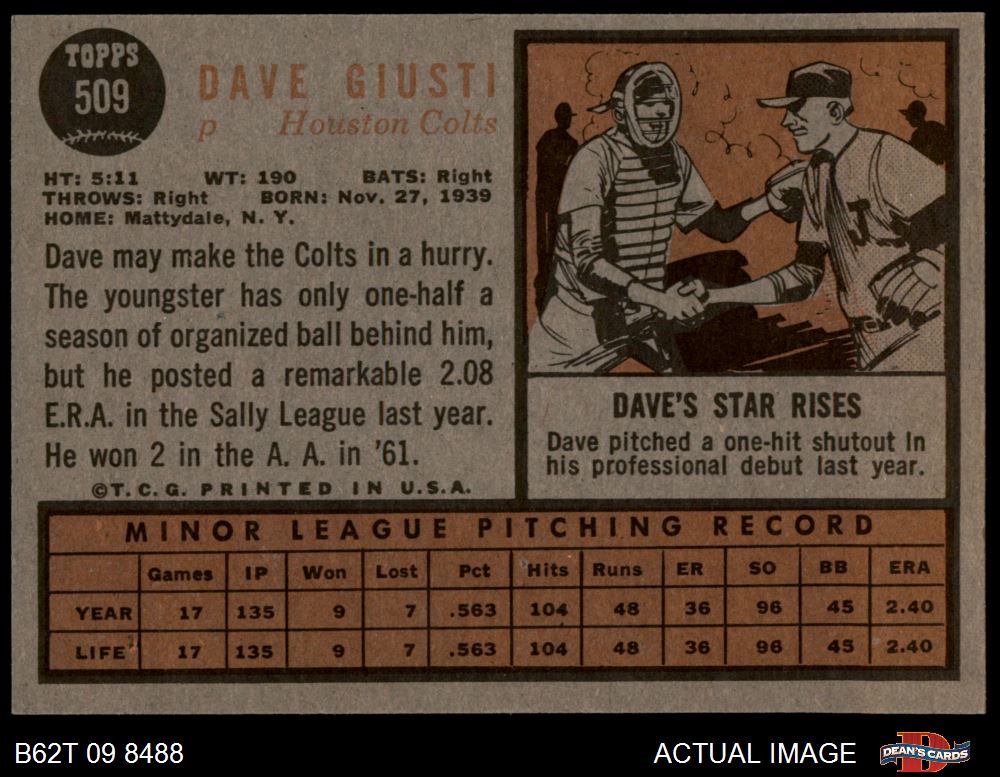 TOPPS
509
DAVE GIUSTI
p Houston Colts
HT: 5:11 WT: 190 BATS: Right
THROWS: Right BORN: Nov. 27, 1939
HOME: Mattydale, N. Y.
Dave may make the Colts in a hurry.
The youngster has only one-half a
season of organized ball behind him,
but he posted a remarkable 2.08
E.R.A. in the Sally League last year.
He won 2 in the A. A. in '61.
©T. C. G. PRINTED IN U.S.A.
J
DAVE'S STAR RISES
Dave pitched a one-hit shutout In
his professional debut last year.
MINOR LEAGUE PITCHING RECORD
Games IP Won Lost Pct Hits Runs ER SO BB ERA
YEAR 17 135 9 7 .563 104 48 36 96 45 2.40
LIFE 17 135 9 7 .563 104 48 36 96 45 2.40
B62T 09 8488 ACTUAL IMAGE D DEAN'S CARDS